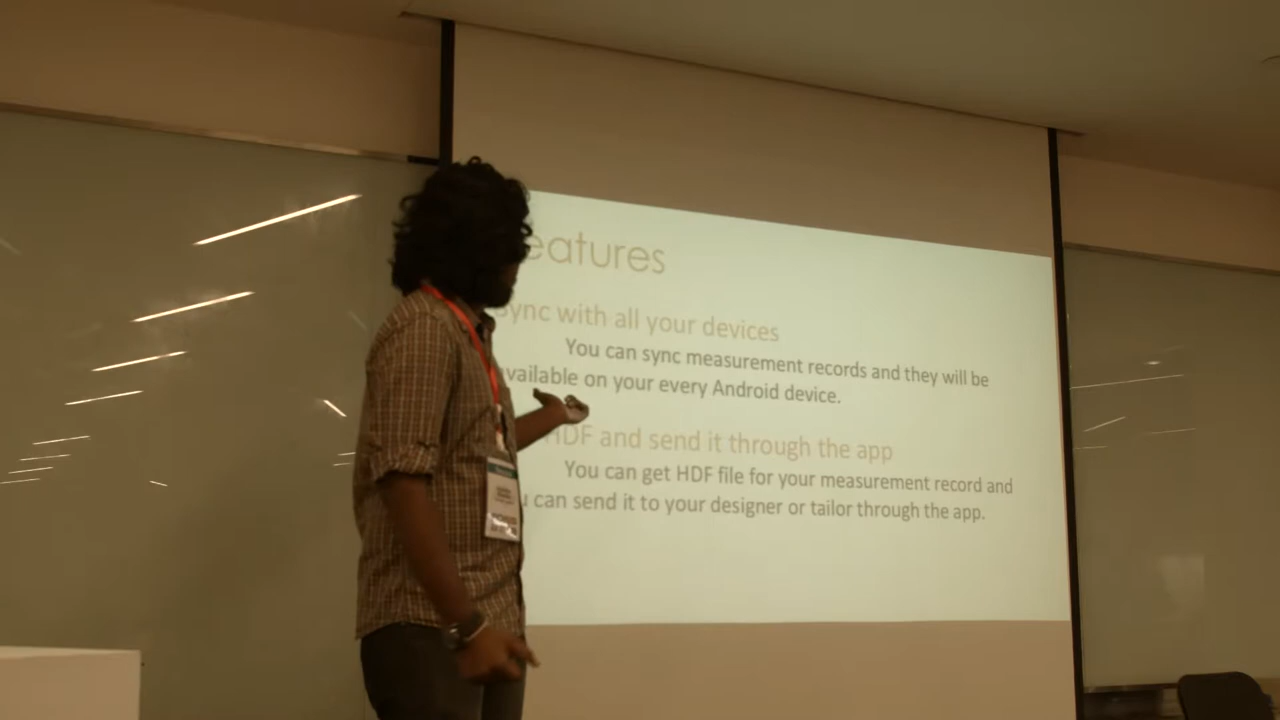 eatures
Sync with all your devices
You can sync measurement records and they will be
available on your every Android device.
HDF and send it through the app
You can get HDF file for your measurement record and
can send it to your designer or tailor through the app.